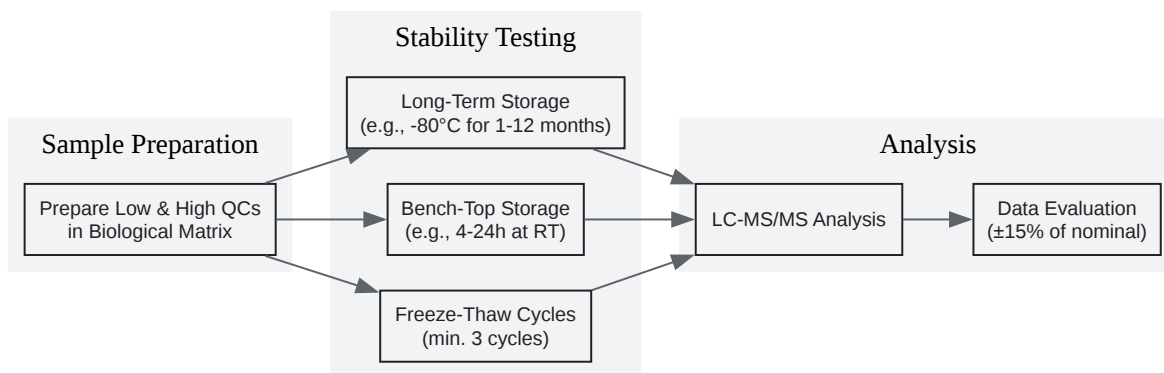 Stability Testing
Long-Term Storage
(e.g., -80°C for 1-12 months)
Sample Preparation
Analysis
Prepare Low & High QCs
in Biological Matrix
Bench-Top Storage
(e.g., 4-24h at RT)
LC-MS/MS Analysis
Data Evaluation
(±15% of nominal)
Freeze-Thaw Cycles
(min. 3 cycles)